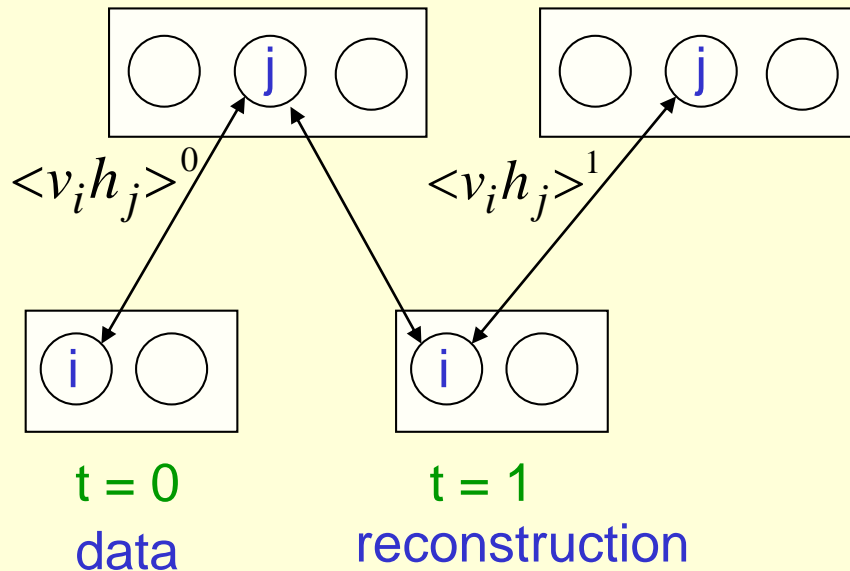 j j
<v_i h_j>^0 <v_i h_j>^1
i i
t = 0 t = 1
data reconstruction